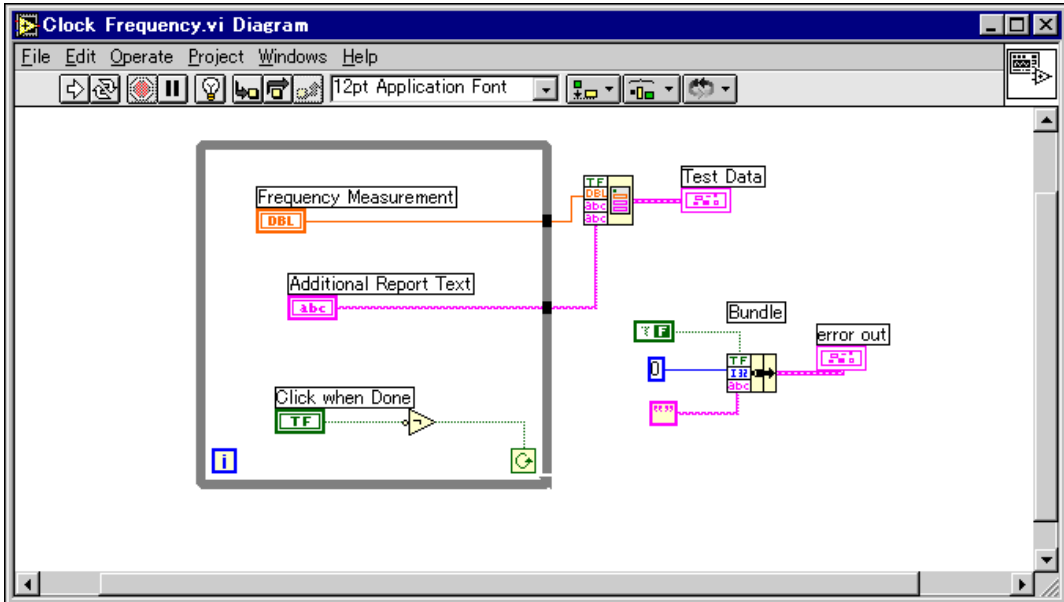 Clock Frequency.vi Diagram
File Edit Operate Project Windows Help
12pt Application Font
Frequency Measurement
DBL
Additional Report Text
abc
Click when Done
TF
i
TF
DBL
abc
abc
Test Data
Bundle
F
TF
I32
abc
0
error out